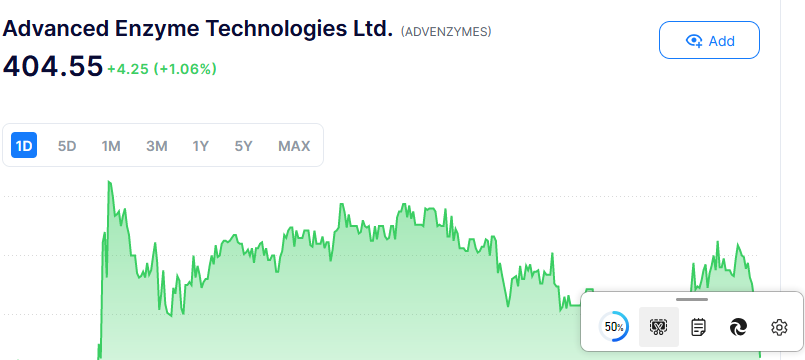 Advanced Enzyme Technologies Ltd. (ADVENZYMES)
Add
404.55 +4.25 (+1.06%)
1D 5D 1M 3M 1Y 5Y MAX
50%